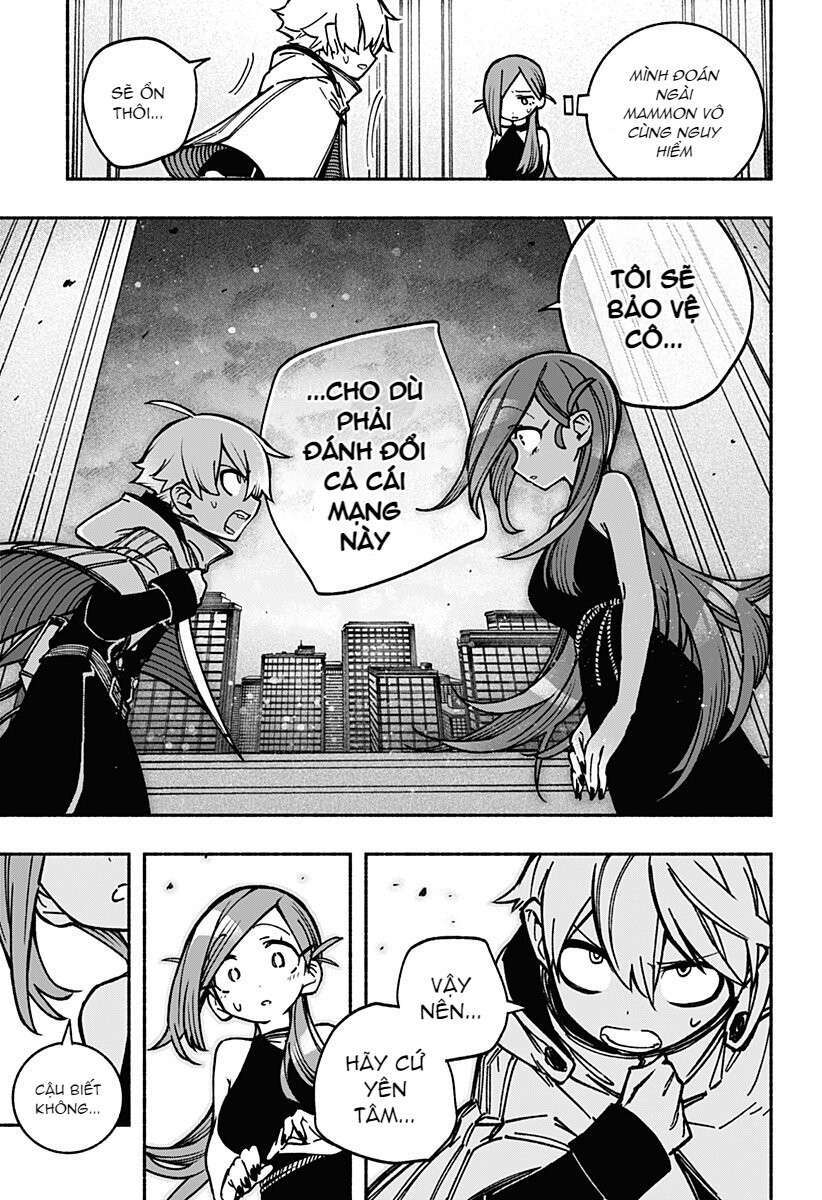 MÌNH ĐOÁN
NGÀI
MAMMON VÔ
CÙNG NGUY
HIỂM
SẼ ỔN
THÔI...
TÔI SẼ
BẢO VỆ
CÔ...
...CHO DÙ
PHẢI
ĐÁNH ĐỔI
CẢ CÁI
MẠNG
NÀY
VẬY
NÊN...
HÃY CỨ
YÊN
TÂM...
CẬU BIẾT
KHÔNG...